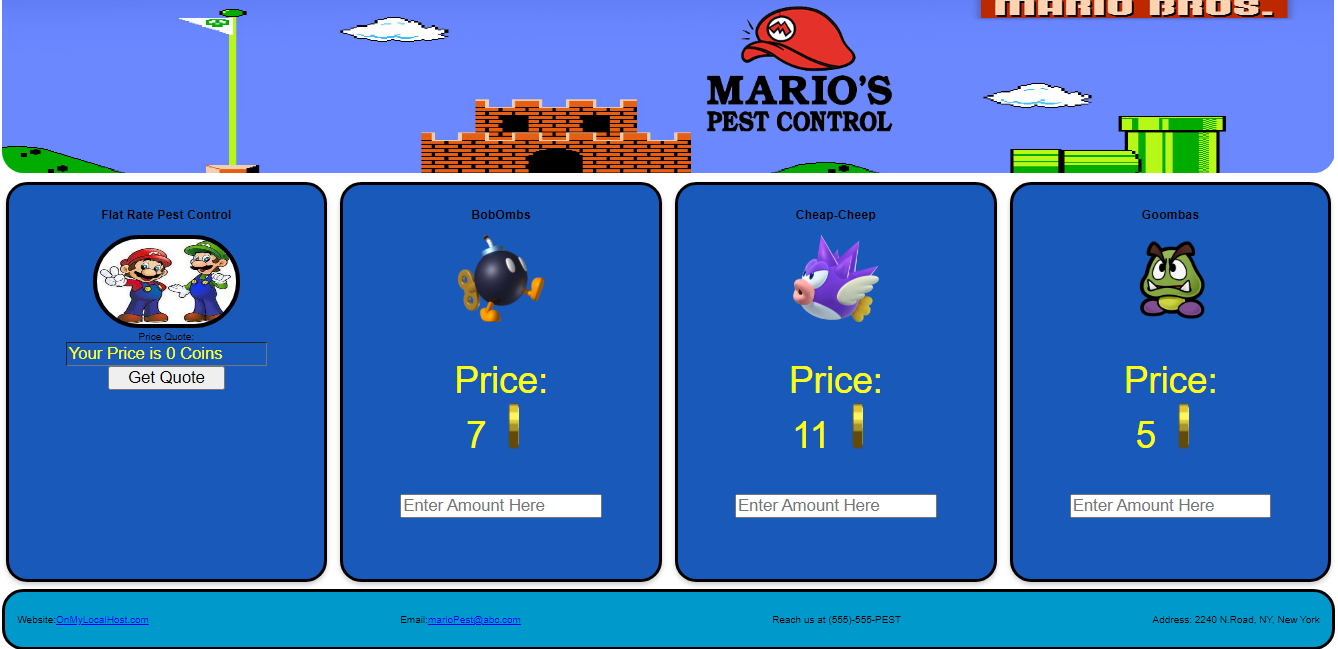 MARIO BROS.
M
MARIO'S
PEST CONTROL
Flat Rate Pest Control
Price Quote:
Your Price is 0 Coins
Get Quote
BobOmbs
Price:
7
Enter Amount Here
Cheap-Cheep
Price:
11
Enter Amount Here
Goombas
Price:
5
Enter Amount Here
Website:OnMyLocalHost.com
Email:marioPest@abc.com
Reach us at (555)-555-PEST
Address: 2240 N.Road, NY, New York